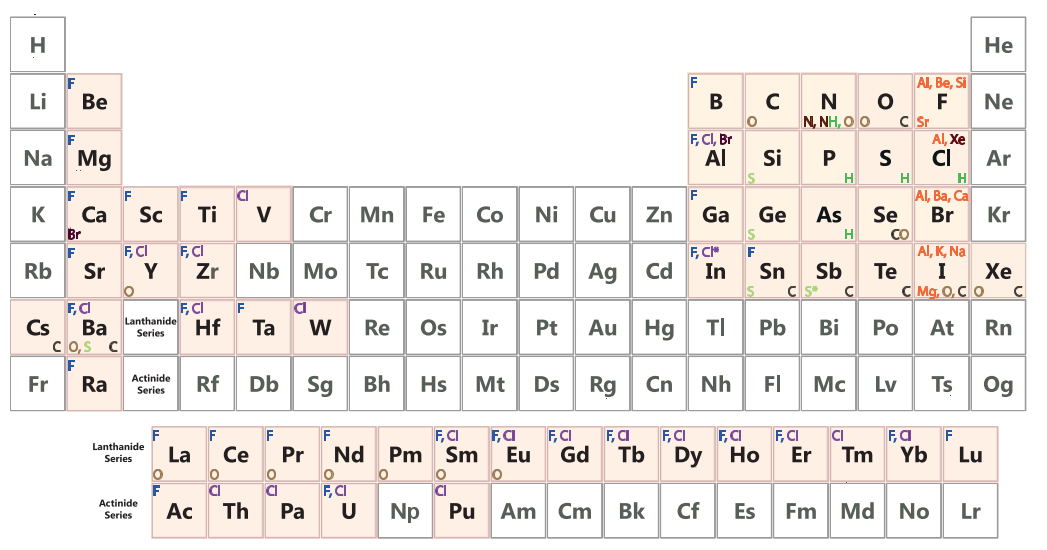 H He
F F Al, Be, Si
Li Be B C N O F Ne
O N, NH, O O C Sr
F F, Cl, Br Al, Xe
Na Mg Al Si P S Cl Ar
S H H H
F F F Cl F Al, Ba, Ca
K Ca Sc Ti V Cr Mn Fe Co Ni Cu Zn Ga Ge As Se Br Kr
Br S H CO
F F, Cl F, Cl F, Cl* F Al, K, Na
Rb Sr Y Zr Nb Mo Tc Ru Rh Pd Ag Cd In Sn Sb Te I Xe
O S C S* C C Mg, O, C O C
F, Cl F, Cl F Cl
Cs Ba Lanthanide Series Hf Ta W Re Os Ir Pt Au Hg Tl Pb Bi Po At Rn
C O, S C
F
Fr Ra Actinide Series Rf Db Sg Bh Hs Mt Ds Rg Cn Nh Fl Mc Lv Ts Og
F F F F F, Cl F, Cl F, Cl F, Cl F, Cl F, Cl F, Cl Cl F, Cl F
Lanthanide Series La Ce Pr Nd Pm Sm Eu Gd Tb Dy Ho Er Tm Yb Lu
O O O O O O O
F Cl Cl F, Cl Cl
Actinide Series Ac Th Pa U Np Pu Am Cm Bk Cf Es Fm Md No Lr